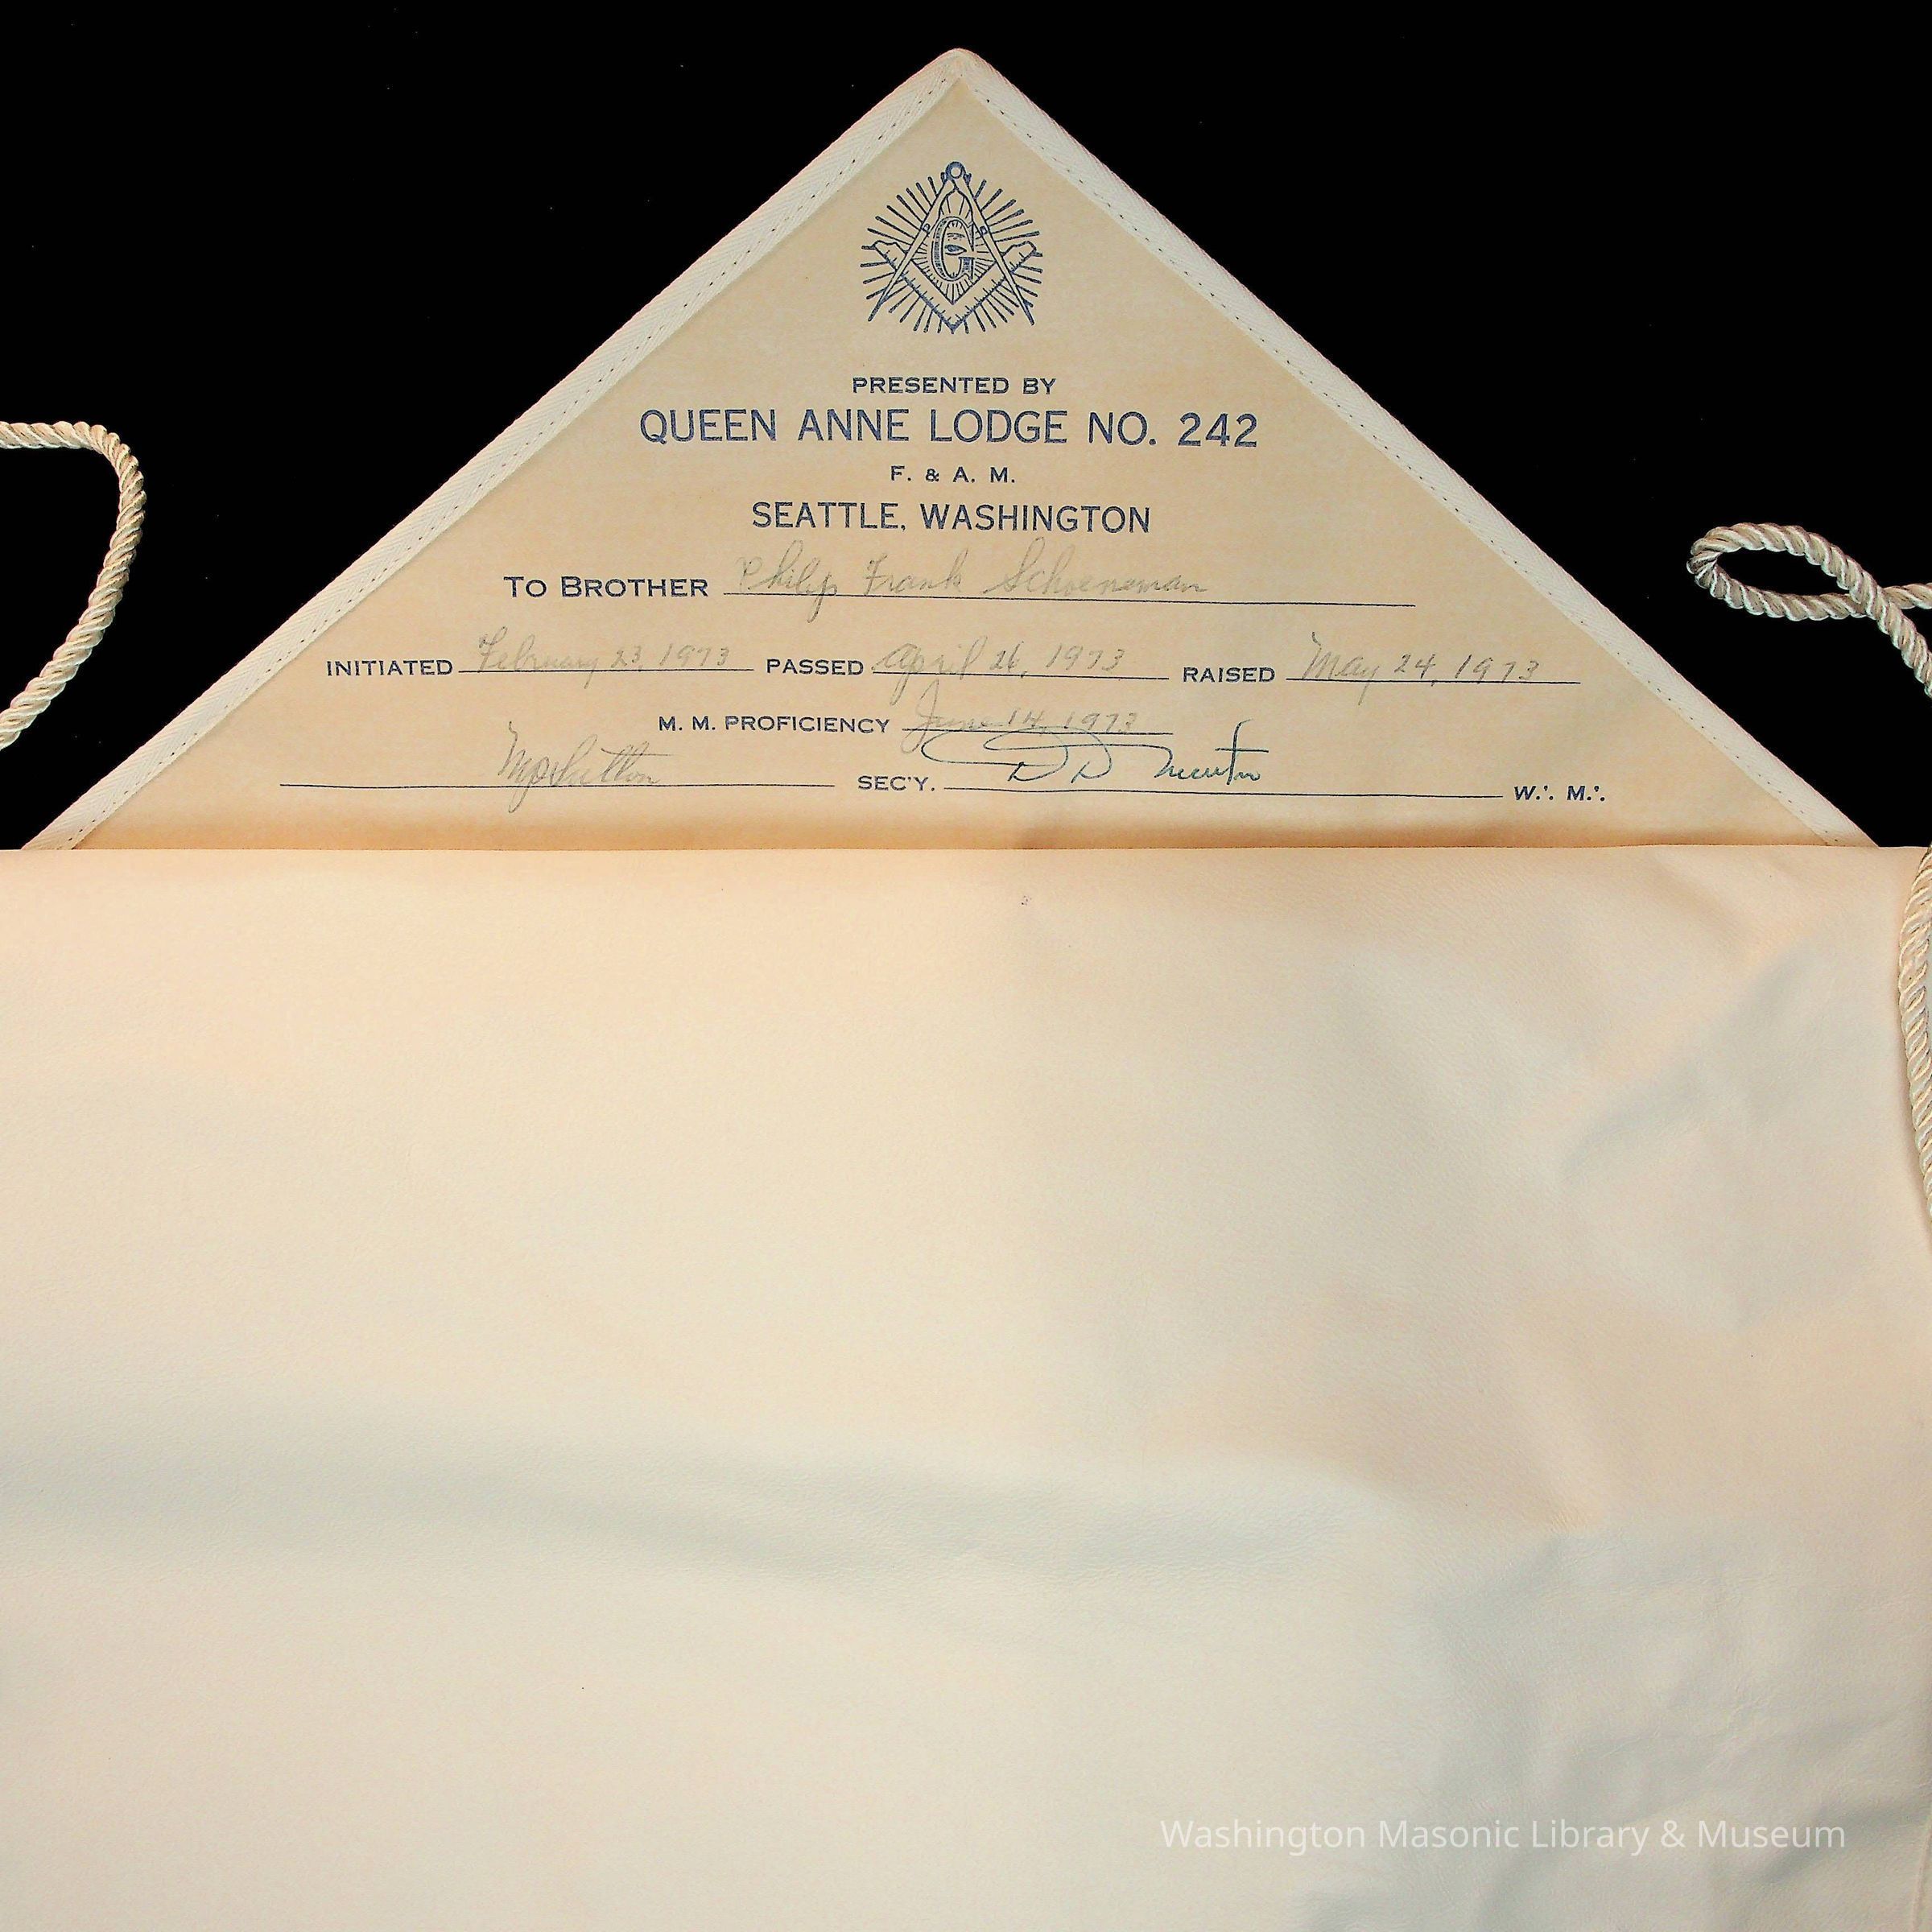 G
PRESENTED BY
QUEEN ANNE LODGE NO. 242
F. & A. M.
SEATTLE, WASHINGTON
TO BROTHER Philip Frank Schoeneman
INITIATED February 23, 1973 PASSED April 26, 1973 RAISED May 24, 1973
M. M. PROFICIENCY June 14, 1973
SEC'Y. W.∴ M.∴
Washington Masonic Library & Museum